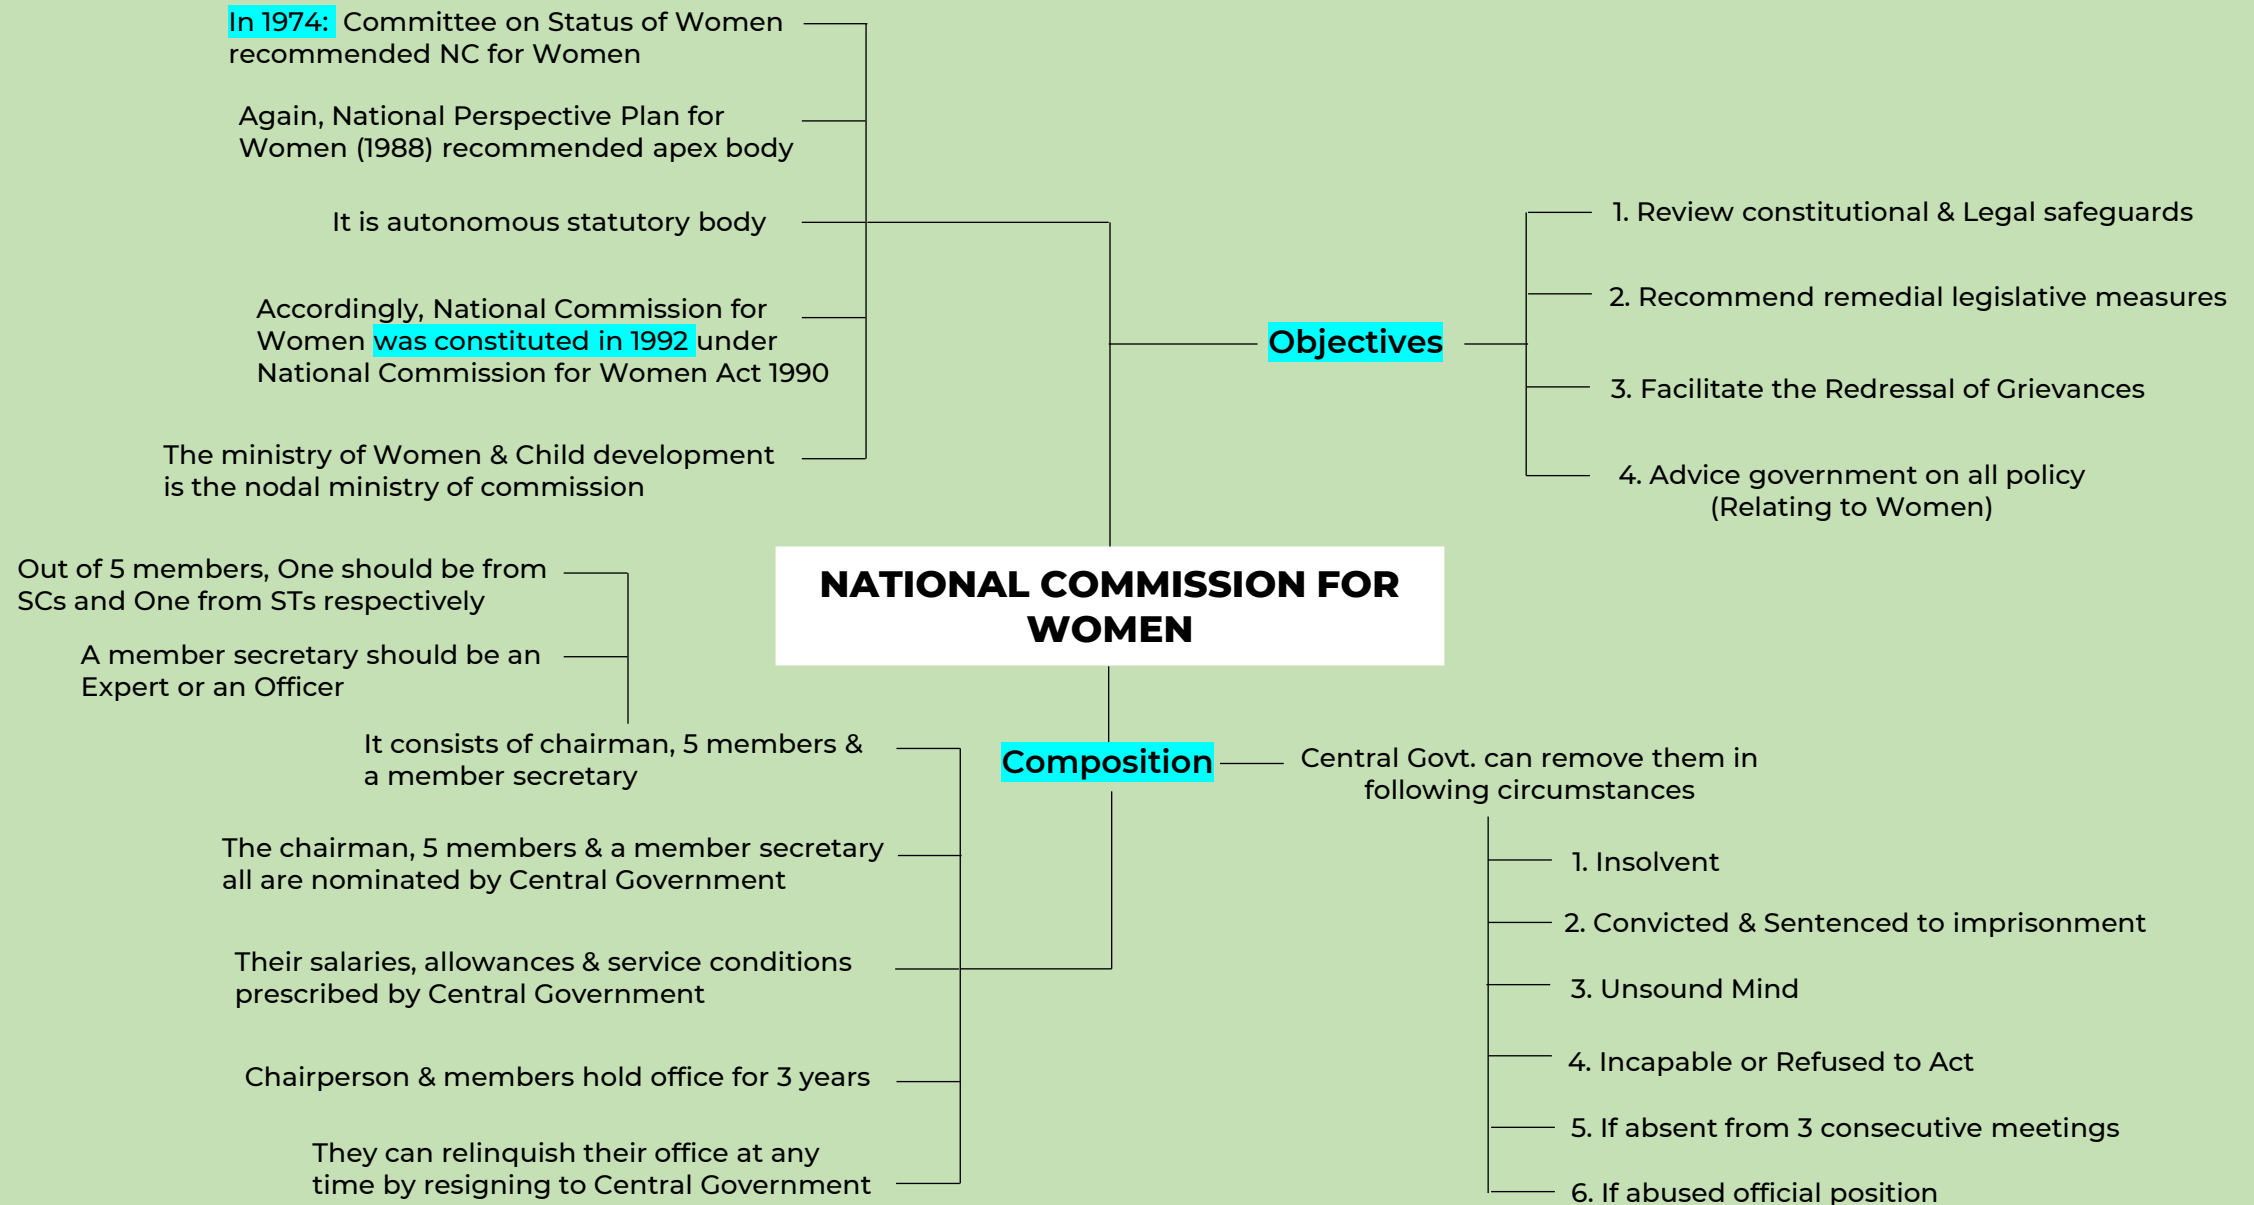 In 1974: Committee on Status of Women
recommended NC for Women
Again, National Perspective Plan for
Women (1988) recommended apex body
It is autonomous statutory body
Accordingly, National Commission for
Women was constituted in 1992 under
National Commission for Women Act 1990
The ministry of Women & Child development
is the nodal ministry of commission
Objectives
1. Review constitutional & Legal safeguards
2. Recommend remedial legislative measures
3. Facilitate the Redressal of Grievances
4. Advice government on all policy
(Relating to Women)
NATIONAL COMMISSION FOR
WOMEN
Out of 5 members, One should be from
SCs and One from STs respectively
A member secretary should be an
Expert or an Officer
It consists of chairman, 5 members &
a member secretary
The chairman, 5 members & a member secretary
all are nominated by Central Government
Their salaries, allowances & service conditions
prescribed by Central Government
Chairperson & members hold office for 3 years
They can relinquish their office at any
time by resigning to Central Government
Composition
Central Govt. can remove them in
following circumstances
1. Insolvent
2. Convicted & Sentenced to imprisonment
3. Unsound Mind
4. Incapable or Refused to Act
5. If absent from 3 consecutive meetings
6. If abused official position